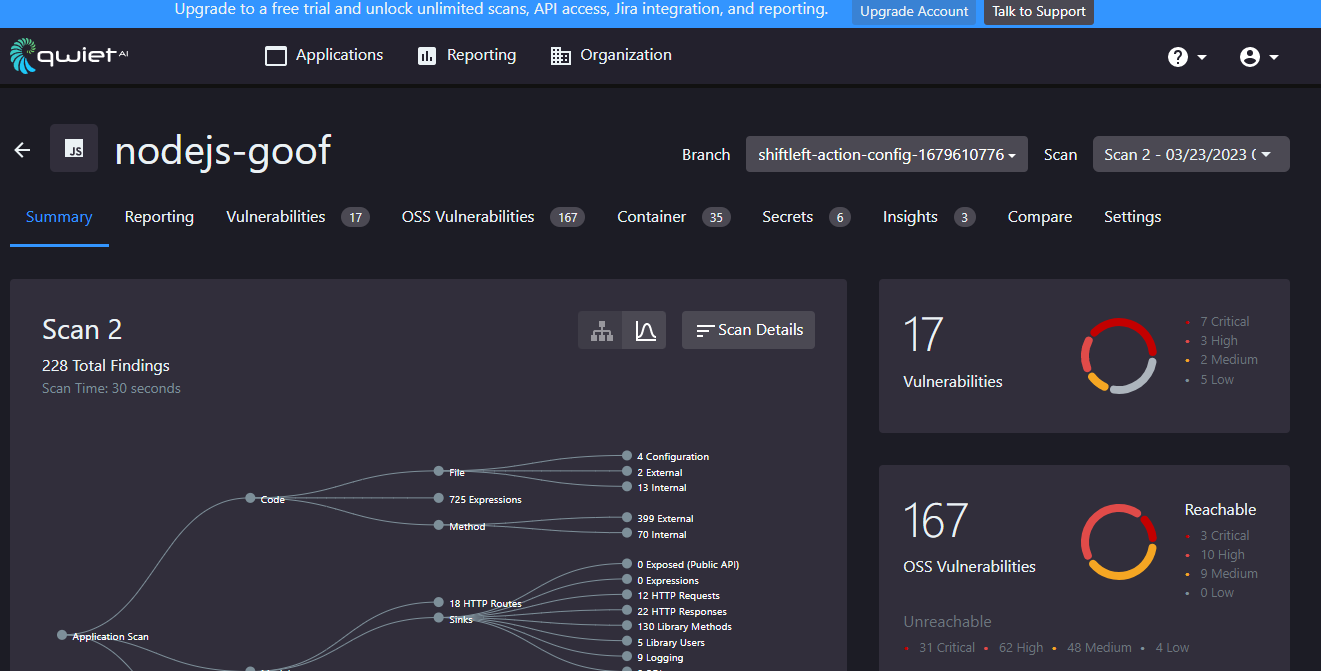 Upgrade to a free trial and unlock unlimited scans, API access, Jira integration, and reporting. Upgrade Account Talk to Support
qwiet AI Applications Reporting Organization
JS nodejs-goof Branch shiftleft-action-config-1679610776 Scan Scan 2 - 03/23/2023 (
Summary Reporting Vulnerabilities 17 OSS Vulnerabilities 167 Container 35 Secrets 6 Insights 3 Compare Settings
Scan 2
228 Total Findings
Scan Time: 30 seconds
Scan Details
4 Configuration
File
2 External
13 Internal
Code
725 Expressions
399 External
Method
70 Internal
0 Exposed (Public API)
0 Expressions
12 HTTP Requests
18 HTTP Routes
22 HTTP Responses
Sinks
130 Library Methods
Application Scan
5 Library Users
9 Logging
17
Vulnerabilities
7 Critical
3 High
2 Medium
5 Low
167
OSS Vulnerabilities
Reachable
3 Critical
10 High
9 Medium
0 Low
Unreachable
31 Critical 62 High 48 Medium 4 Low